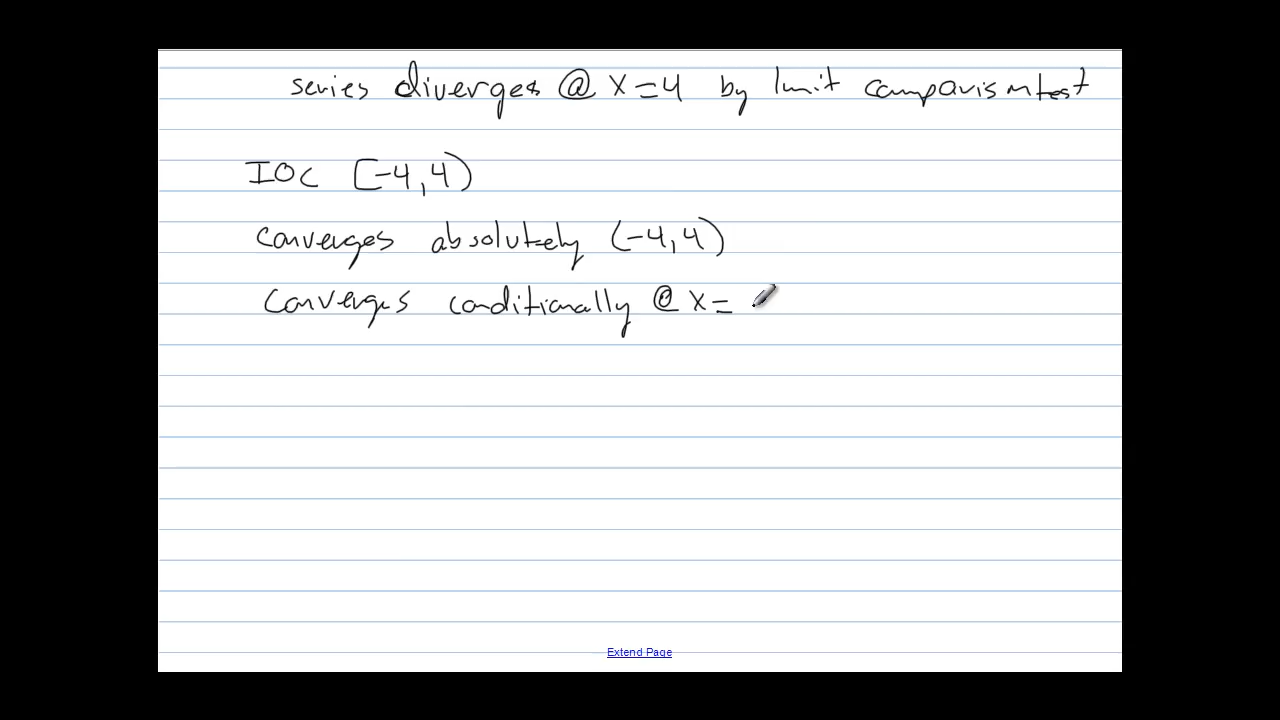 series diverges @ x=4 by limit comparison test
IOC [-4,4)
converges absolutely (-4,4)
converges conditionally @ x=
Extend Page